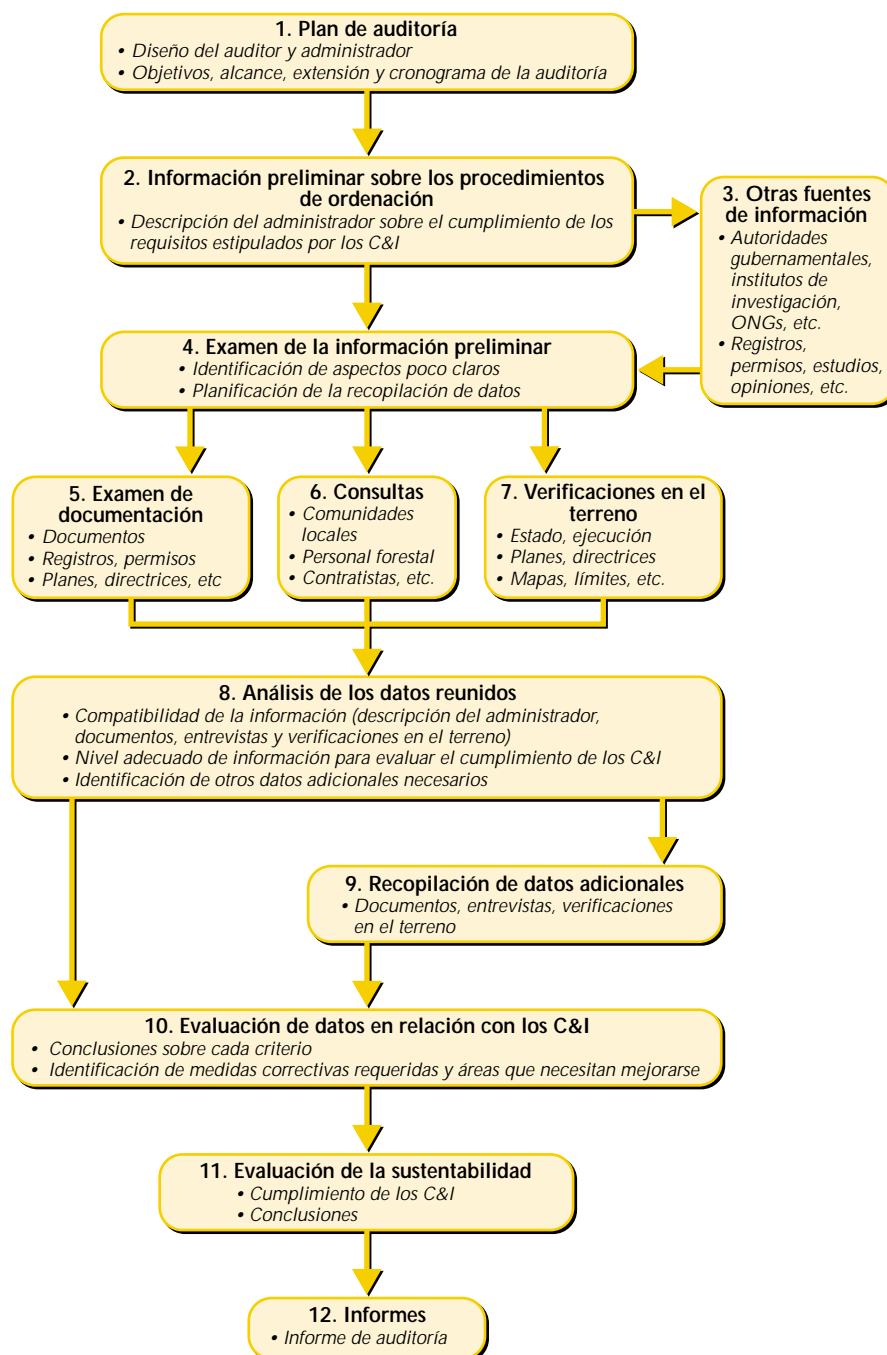 1. Plan de auditoría
• Diseño del auditor y administrador
• Objetivos, alcance, extensión y cronograma de la auditoría
2. Información preliminar sobre los procedimientos
de ordenación
• Descripción del administrador sobre el cumplimiento de los
requisitos estipulados por los C&I
3. Otras fuentes
de información
• Autoridades
gubernamentales,
institutos de
investigación,
ONGs, etc.
• Registros,
permisos, estudios,
opiniones, etc.
4. Examen de la información preliminar
• Identificación de aspectos poco claros
• Planificación de la recopilación de datos
5. Examen de
documentación
• Documentos
• Registros, permisos
• Planes, directrices, etc
6. Consultas
• Comunidades
locales
• Personal forestal
• Contratistas, etc.
7. Verificaciones en el
terreno
• Estado, ejecución
• Planes, directrices
• Mapas, límites, etc.
8. Análisis de los datos reunidos
• Compatibilidad de la información (descripción del administrador,
documentos, entrevistas y verificaciones en el terreno)
• Nivel adecuado de información para evaluar el cumplimiento de los C&I
• Identificación de otros datos adicionales necesarios
9. Recopilación de datos adicionales
• Documentos, entrevistas, verificaciones
en el terreno
10. Evaluación de datos en relación con los C&I
• Conclusiones sobre cada criterio
• Identificación de medidas correctivas requeridas y áreas que necesitan mejorarse
11. Evaluación de la sustentabilidad
• Cumplimiento de los C&I
• Conclusiones
12. Informes
• Informe de auditoría